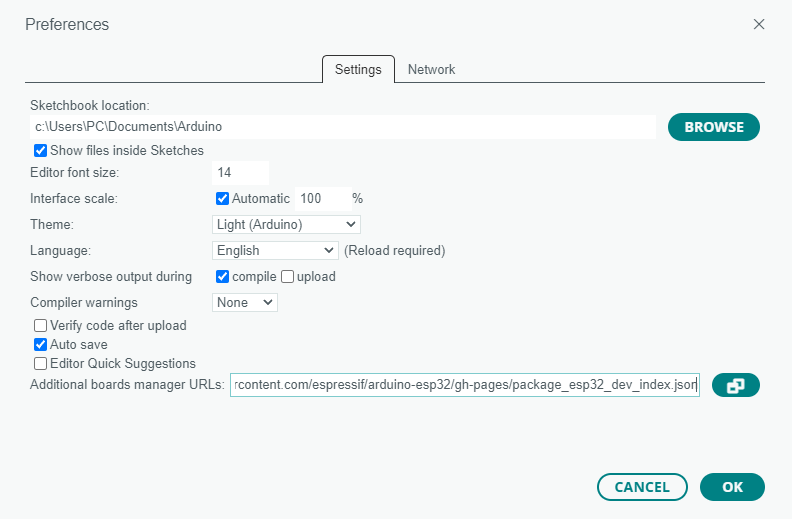 Preferences
Settings Network
Sketchbook location:
c:\Users\PC\Documents\Arduino BROWSE
Show files inside Sketches
Editor font size: 14
Interface scale: Automatic 100 %
Theme: Light (Arduino)
Language: English (Reload required)
Show verbose output during compile upload
Compiler warnings None
Verify code after upload
Auto save
Editor Quick Suggestions
Additional boards manager URLs: rcontent.com/espressif/arduino-esp32/gh-pages/package_esp32_dev_index.json
CANCEL OK